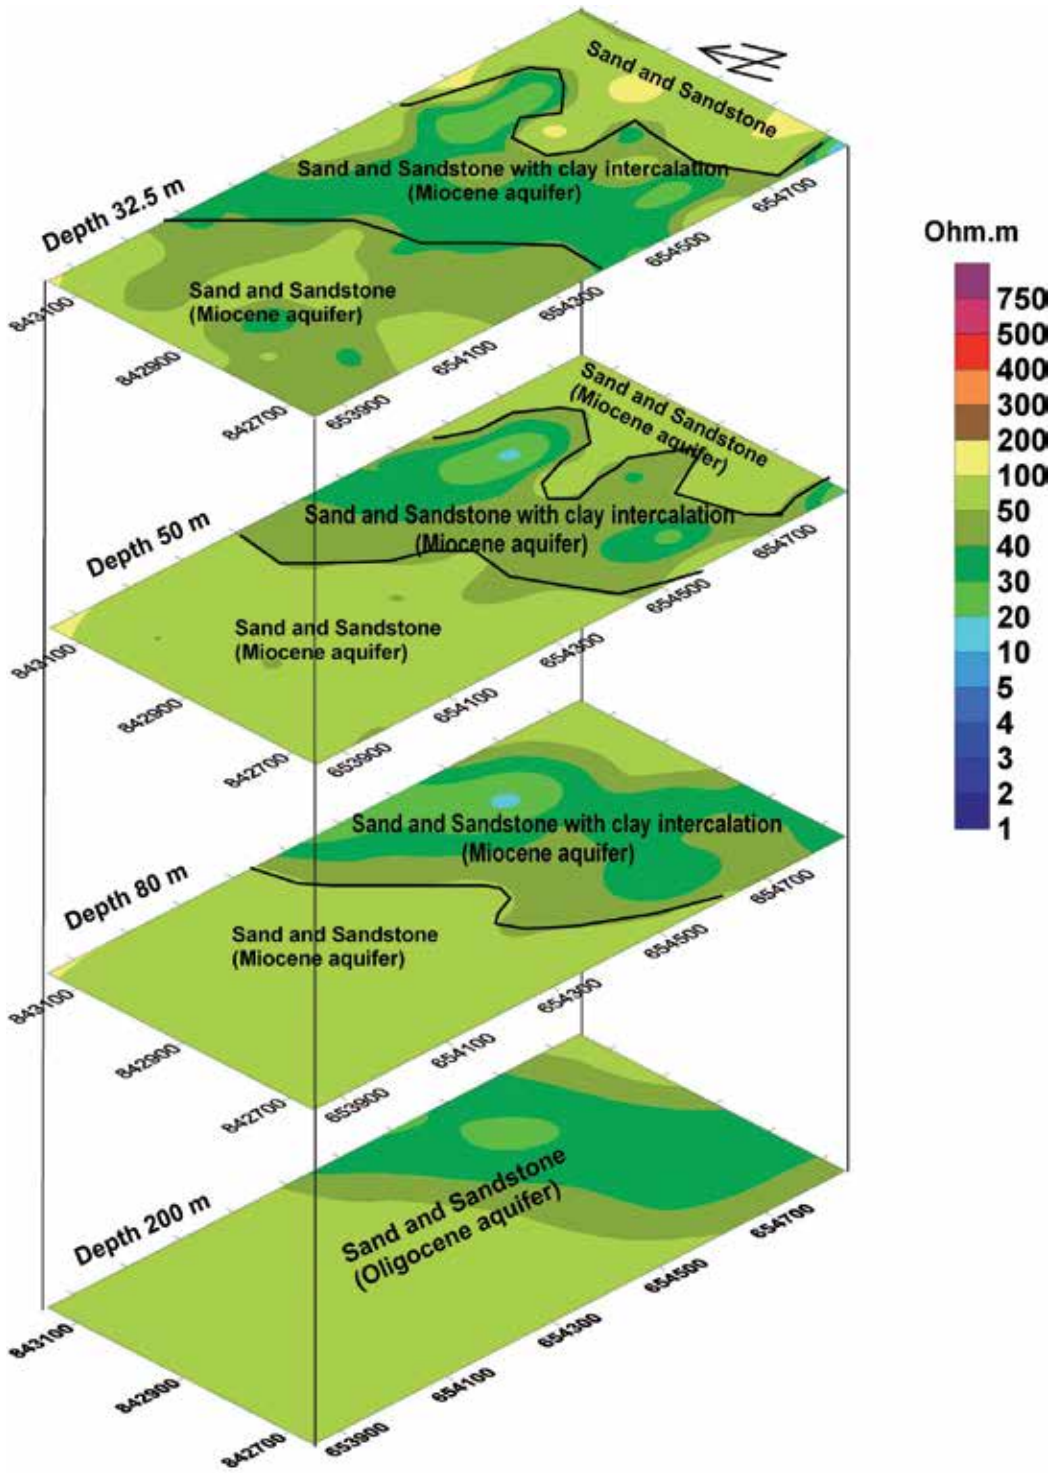 Sand and Sandstone
N
Depth 32.5 m
Sand and Sandstone with clay intercalation
(Miocene aquifer)
Sand and Sandstone
(Miocene aquifer)
843100
842900
842700
653900
654100
654300
654500
654700
Ohm.m
750
500
400
300
200
100
50
40
30
20
10
5
4
3
2
1
Depth 50 m
Sand and Sandstone
(Miocene aquifer)
Sand and Sandstone with clay intercalation
(Miocene aquifer)
Sand and Sandstone
(Miocene aquifer)
843100
842900
842700
653900
654100
654300
654500
654700
Depth 80 m
Sand and Sandstone with clay intercalation
(Miocene aquifer)
Sand and Sandstone
(Miocene aquifer)
843100
842900
842700
653900
654100
654300
654500
654700
Depth 200 m
Sand and Sandstone
(Oligocene aquifer)
843100
842900
842700
653900
654100
654300
654500
654700